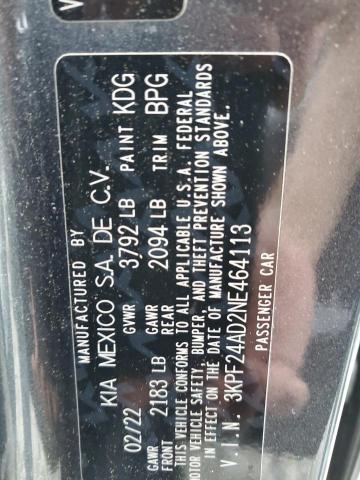 V
MANUFACTURED BY
KIA MEXICO S.A. DE C.V.
02/22 GVWR 3792 LB PAINT KDG
GAWR FRONT 2183 LB GAWR REAR 2094 LB TRIM BPG
THIS VEHICLE CONFORMS TO ALL APPLICABLE U.S.A. FEDERAL
MOTOR VEHICLE SAFETY, BUMPER, AND THEFT PREVENTION STANDARDS
IN EFFECT ON THE DATE OF MANUFACTURE SHOWN ABOVE.
V.I.N. 3KPF24AD2NE464113
PASSENGER CAR